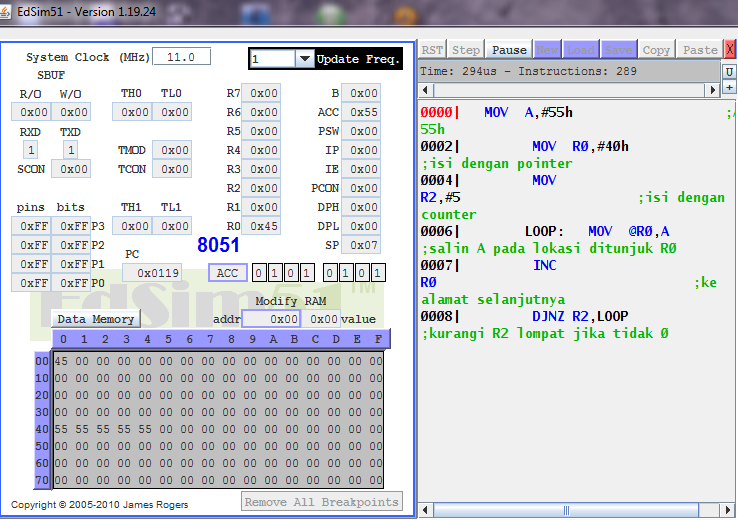 EdSim51 - Version 1.19.24
System Clock (MHz) 11.0 1 Update Freq.
SBUF
R/O W/O TH0 TL0 R7 0x00 B 0x00
0x00 0x00 0x00 0x00 R6 0x00 ACC 0x55
RXD TXD R5 0x00 PSW 0x00
1 1 TMOD 0x00 R4 0x00 IP 0x00
SCON 0x00 TCON 0x00 R3 0x00 IE 0x00
R2 0x00 PCON 0x00
pins bits TH1 TL1 R1 0x00 DPH 0x00
0xFF 0xFF P3 0x00 0x00 R0 0x45 DPL 0x00
0xFF 0xFF P2 PC 8051 SP 0x07
0xFF 0xFF P1 0x0119 ACC 0 1 0 1 0 1 0 1
0xFF 0xFF P0
EdSim51 TM
Modify RAM
Data Memory addr 0x00 0x00 value
0 1 2 3 4 5 6 7 8 9 A B C D E F
00 45 00 00 00 00 00 00 00 00 00 00 00 00 00 00 00
10 00 00 00 00 00 00 00 00 00 00 00 00 00 00 00 00
20 00 00 00 00 00 00 00 00 00 00 00 00 00 00 00 00
30 00 00 00 00 00 00 00 00 00 00 00 00 00 00 00 00
40 55 55 55 55 55 00 00 00 00 00 00 00 00 00 00 00
50 00 00 00 00 00 00 00 00 00 00 00 00 00 00 00 00
60 00 00 00 00 00 00 00 00 00 00 00 00 00 00 00 00
70 00 00 00 00 00 00 00 00 00 00 00 00 00 00 00 00
Copyright © 2005-2010 James Rogers Remove All Breakpoints
RST Step Pause New Load Save Copy Paste X
Time: 294us - Instructions: 289 U
+
0000| MOV A,#55h
55h
0002| MOV R0,#40h
;isi dengan pointer
0004| MOV
R2,#5 ;isi dengan
counter
0006| LOOP: MOV @R0,A
;salin A pada lokasi ditunjuk R0
0007| INC
R0 ;ke
alamat selanjutnya
0008| DJNZ R2,LOOP
;kurangi R2 lompat jika tidak 0